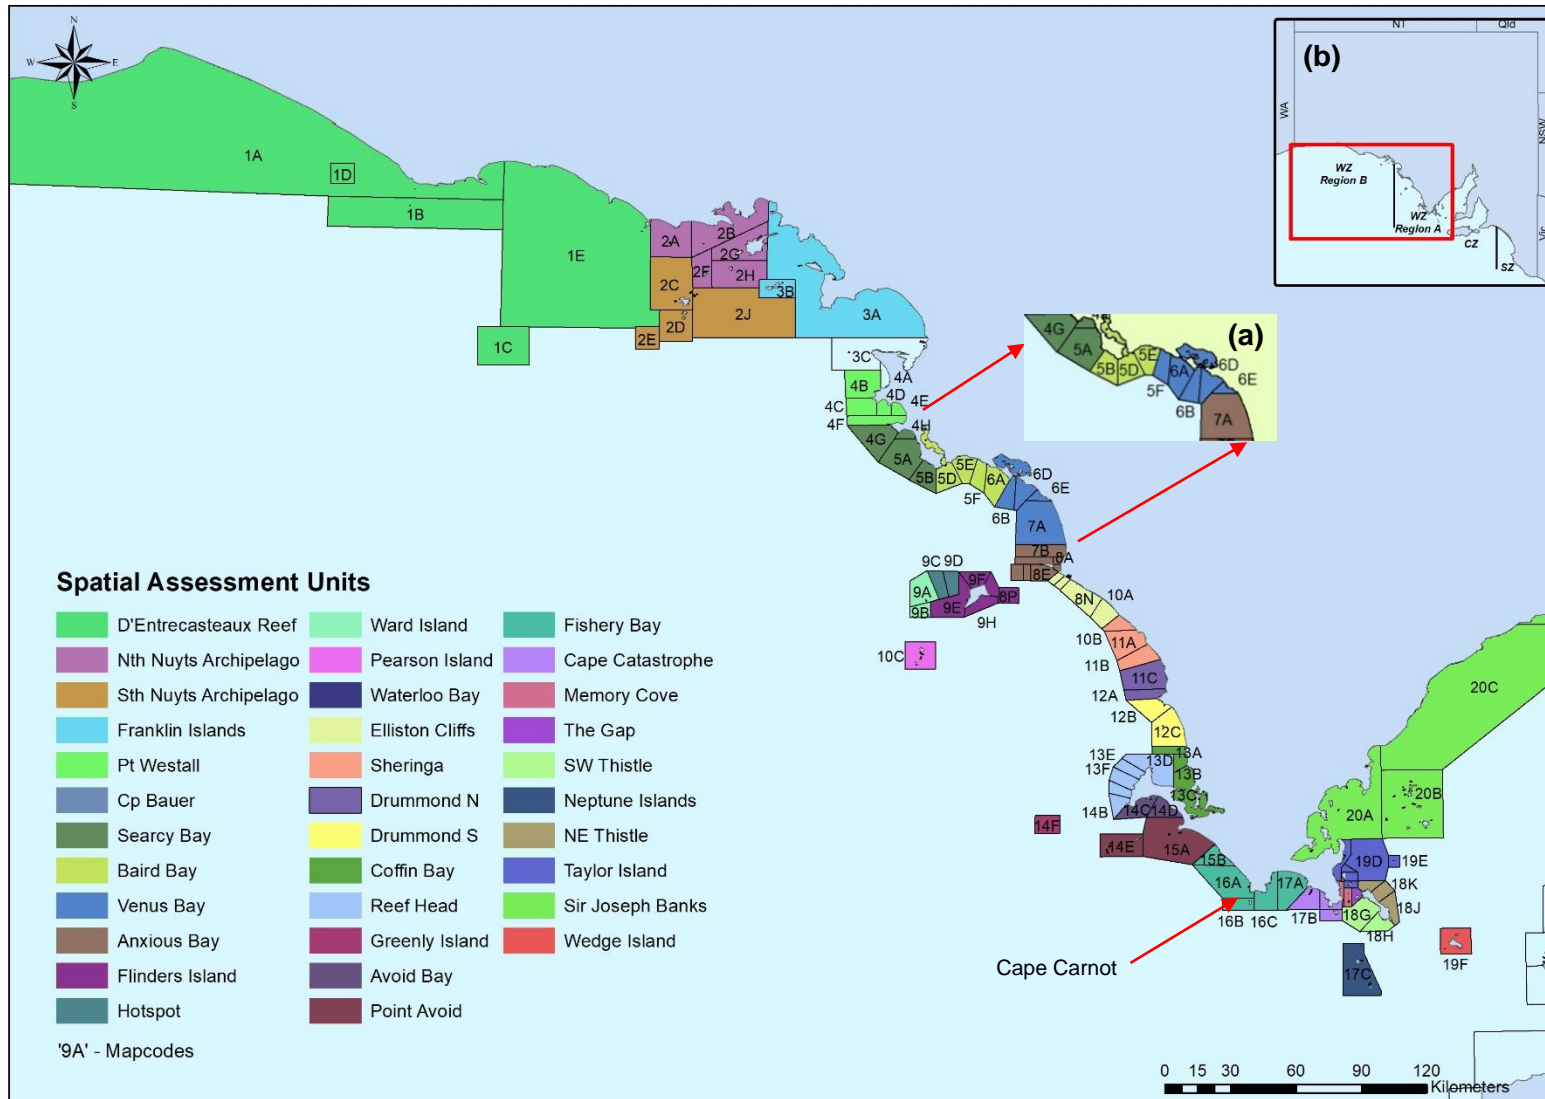 N
W E
S
NT Qld
(b)
WA
NSW
WZ
Region B
WZ
Region A
CZ
SZ
Vic
1A
1D
1B
1E
1C
2A
2B
2G
2F
2H
2C
3B
2J
2D
2E
3A
3C
4A
4B
4D
4E
4C
4F
4H
4G
5A
5B
5D
5E
5F
6A
6B
6D
6E
7A
7B
8A
8E
(a)
4G
5A
5B
5D
5E
5F
6A
6B
6D
6E
7A
9C
9D
9A
9B
9F
9E
8P
9H
10C
8N
10A
10B
11A
11B
11C
12A
12B
12C
13A
13E
13D
13F
13B
13C
14B
14C
14D
14F
14E
15A
15B
16A
16B
16C
17A
17B
17C
18G
18H
18J
18K
19D
19E
19F
20A
20B
20C
Cape Carnot
Spatial Assessment Units
D'Entrecasteaux Reef
Nth Nuyts Archipelago
Sth Nuyts Archipelago
Franklin Islands
Pt Westall
Cp Bauer
Searcy Bay
Baird Bay
Venus Bay
Anxious Bay
Flinders Island
Hotspot
Ward Island
Pearson Island
Waterloo Bay
Elliston Cliffs
Sheringa
Drummond N
Drummond S
Coffin Bay
Reef Head
Greenly Island
Avoid Bay
Point Avoid
Fishery Bay
Cape Catastrophe
Memory Cove
The Gap
SW Thistle
Neptune Islands
NE Thistle
Taylor Island
Sir Joseph Banks
Wedge Island
'9A' - Mapcodes
0 15 30 60 90 120
Kilometers